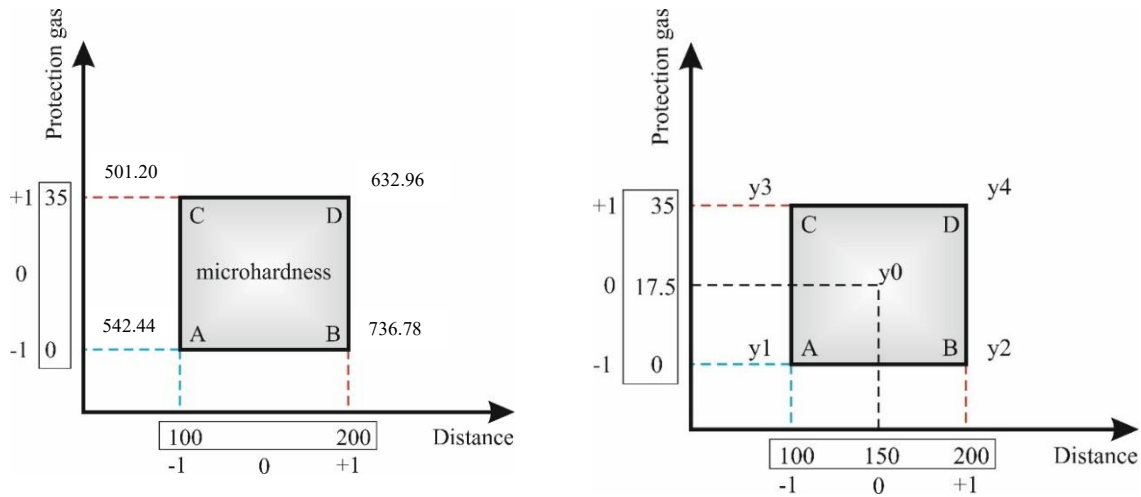 Protection gas
501.20 632.96
+1 35
C D
0 microhardness
542.44 736.78
A B
-1 0
100 200 Distance
-1 0 +1
Protection gas
y3 y4
+1 35
C D
0 17.5 y0
A B
-1 0 y1 y2
100 150 200 Distance
-1 0 +1